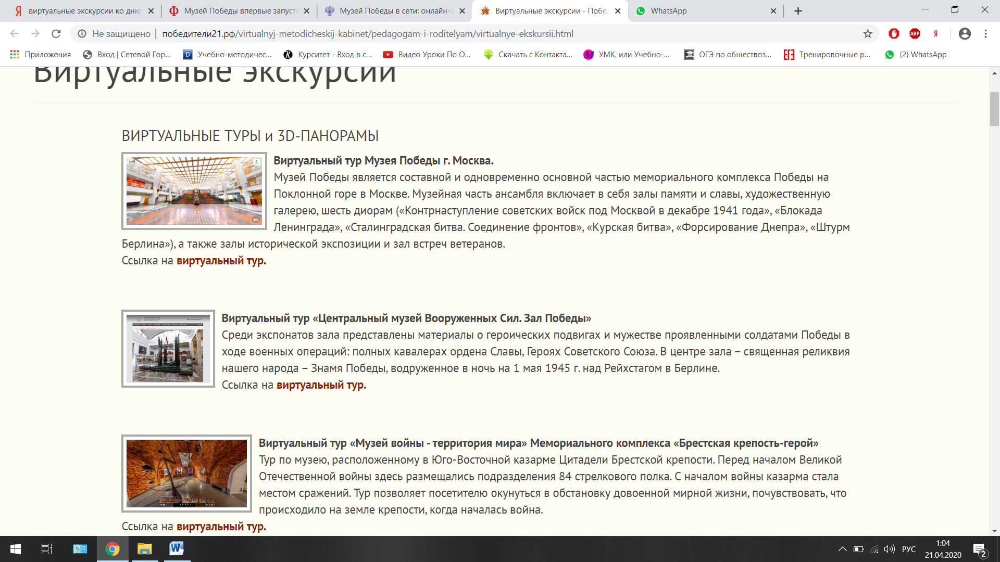 виртуальные экскурсии ко дню
Музей Победы впервые запусти
Музей Победы в сети: онлайн-э
Виртуальные экскурсии - Побед
WhatsApp
Не защищено
победители21.рф/virtualnyj-metodicheskij-kabinet/pedagogam-i-roditelyam/virtualnye-ekskursii.html
ABP
Я
Приложения
Вход | Сетевой Гор...
Учебно-методичес...
Курситет - Вход в с...
Видео Уроки По О...
Скачать с Контакта...
УМК, или Учебно-...
ОГЭ по обществоз...
Тренировочные р...
(2) WhatsApp
Виртуальные экскурсии
ВИРТУАЛЬНЫЕ ТУРЫ и 3D-ПАНОРАМЫ
Виртуальный тур Музея Победы г. Москва.
Музей Победы является составной и одновременно основной частью мемориального комплекса Победы на
Поклонной горе в Москве. Музейная часть ансамбля включает в себя залы памяти и славы, художественную
галерею, шесть диорам («Контрнаступление советских войск под Москвой в декабре 1941 года», «Блокада
Ленинграда», «Сталинградская битва. Соединение фронтов», «Курская битва», «Форсирование Днепра», «Штурм
Берлина»), а также залы исторической экспозиции и зал встреч ветеранов.
Ссылка на виртуальный тур.
Виртуальный тур «Центральный музей Вооруженных Сил. Зал Победы»
Среди экспонатов зала представлены материалы о героических подвигах и мужестве проявленными солдатами Победы в
ходе военных операций: полных кавалерах ордена Славы, Героях Советского Союза. В центре зала – священная реликвия
нашего народа – Знамя Победы, водруженное в ночь на 1 мая 1945 г. над Рейхстагом в Берлине.
Ссылка на виртуальный тур.
Виртуальный тур «Музей войны - территория мира» Мемориального комплекса «Брестская крепость-герой»
Тур по музею, расположенному в Юго-Восточной казарме Цитадели Брестской крепости. Перед началом Великой
Отечественной войны здесь размещались подразделения 84 стрелкового полка. С началом войны казарма стала
местом сражений. Тур позволяет посетителю окунуться в обстановку довоенной мирной жизни, почувствовать, что
происходило на земле крепости, когда началась война.
Ссылка на виртуальный тур.
РУС
1:04
21.04.2020
2